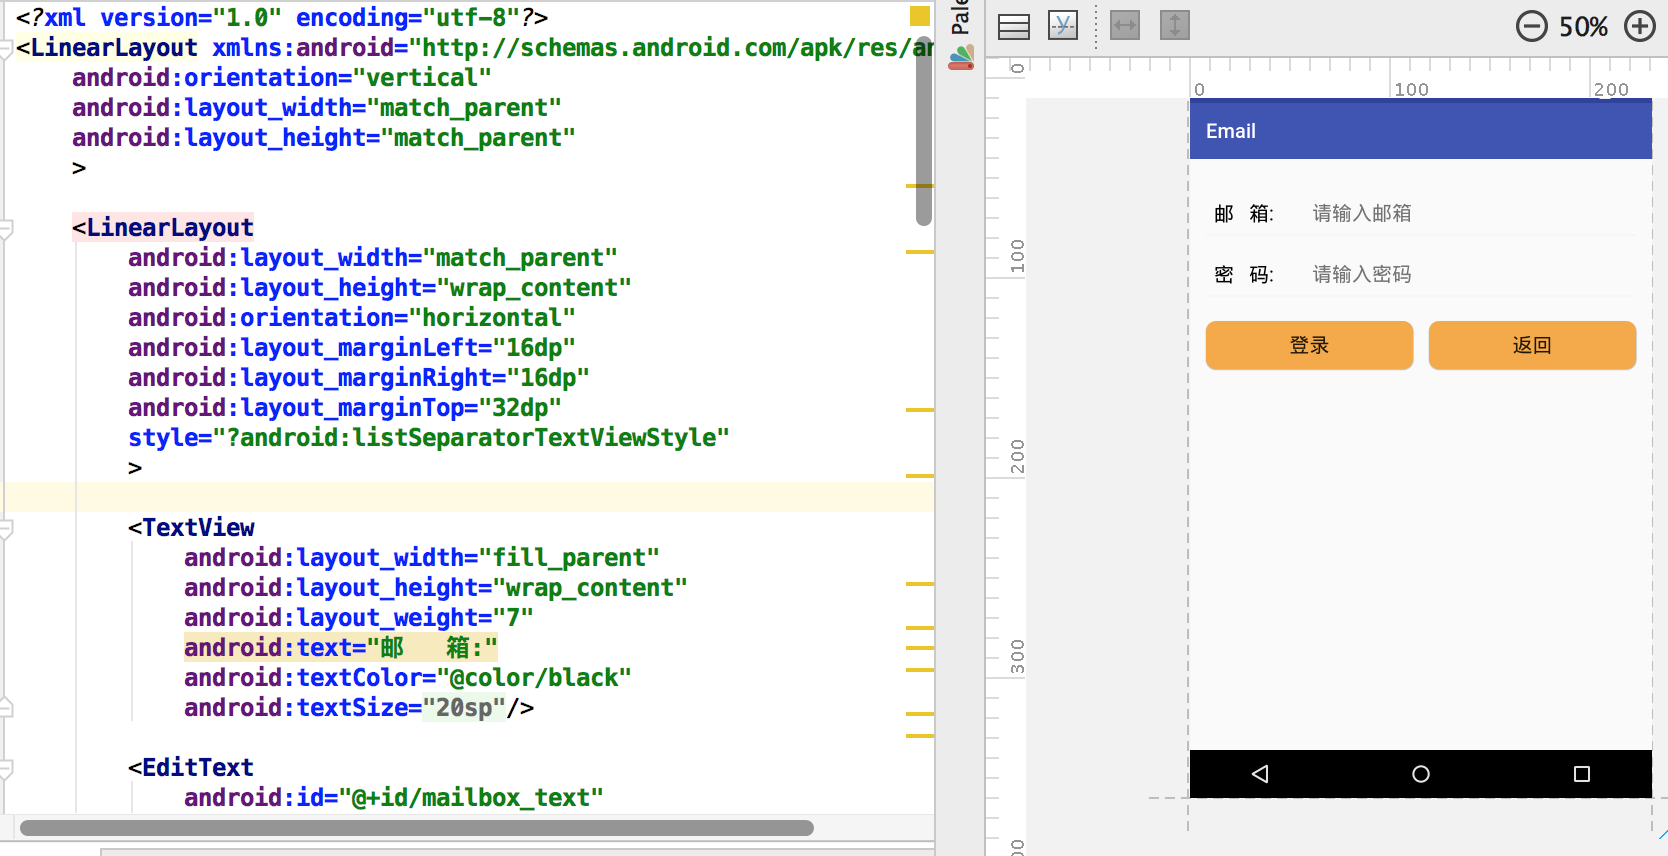 <?xml version="1.0" encoding="utf-8"?>
<LinearLayout xmlns:android="http://schemas.android.com/apk/res/an
android:orientation="vertical"
android:layout_width="match_parent"
android:layout_height="match_parent"
>
<LinearLayout
android:layout_width="match_parent"
android:layout_height="wrap_content"
android:orientation="horizontal"
android:layout_marginLeft="16dp"
android:layout_marginRight="16dp"
android:layout_marginTop="32dp"
style="?android:listSeparatorTextViewStyle"
>
<TextView
android:layout_width="fill_parent"
android:layout_height="wrap_content"
android:layout_weight="7"
android:text="邮   箱:"
android:textColor="@color/black"
android:textSize="20sp"/>
<EditText
android:id="@+id/mailbox_text"
Pale
50%
0
100
200
0
100
200
300
00
Email
邮   箱: 请输入邮箱
密   码: 请输入密码
登录 返回